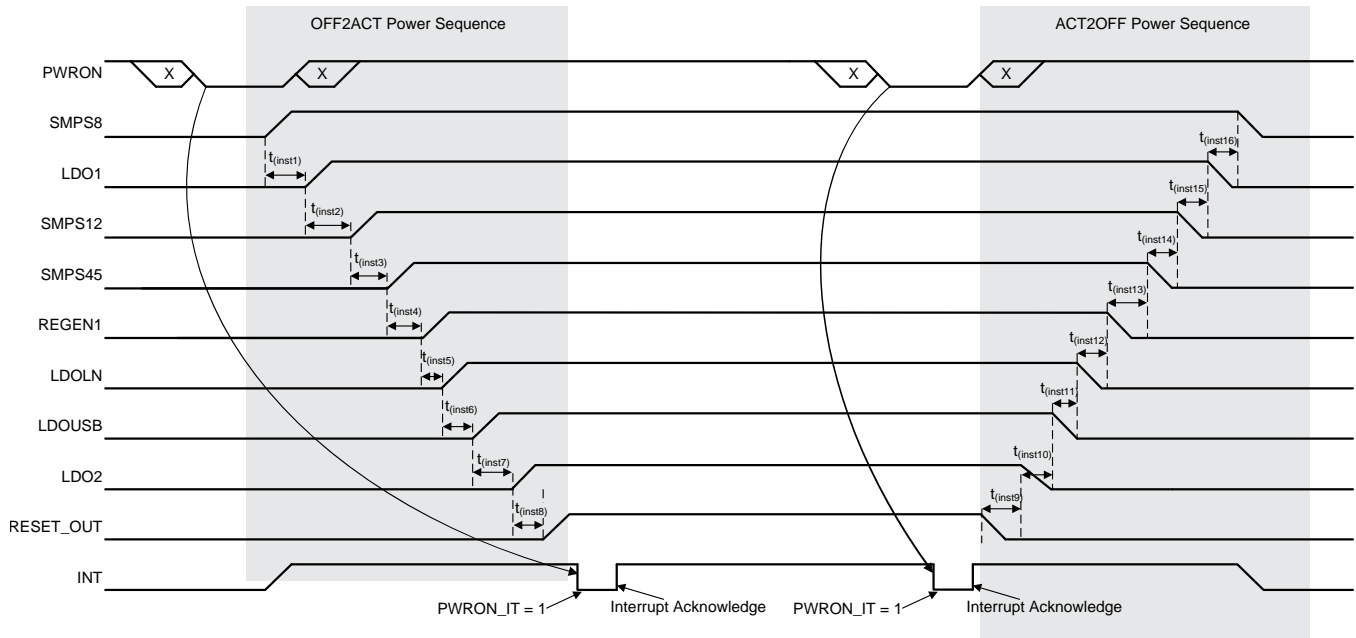 OFF2ACT Power Sequence
ACT2OFF Power Sequence
PWRON
X
X
X
X
SMPS8
t(inst1)
t(inst16)
LDO1
t(inst2)
t(inst15)
SMPS12
t(inst3)
t(inst14)
SMPS45
t(inst4)
t(inst13)
REGEN1
t(inst5)
t(inst12)
LDOLN
t(inst6)
t(inst11)
LDOUSB
t(inst7)
t(inst10)
LDO2
t(inst8)
t(inst9)
RESET_OUT
INT
PWRON_IT = 1
Interrupt Acknowledge
PWRON_IT = 1
Interrupt Acknowledge